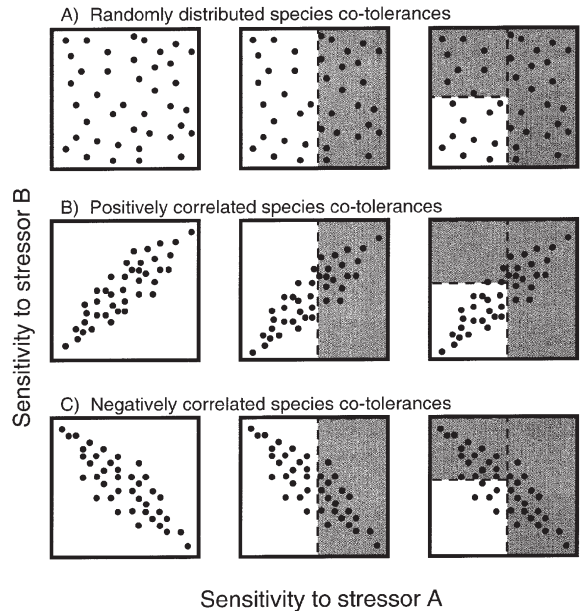 A) Randomly distributed species co-tolerances
B) Positively correlated species co-tolerances
C) Negatively correlated species co-tolerances
Sensitivity to stressor B
Sensitivity to stressor A